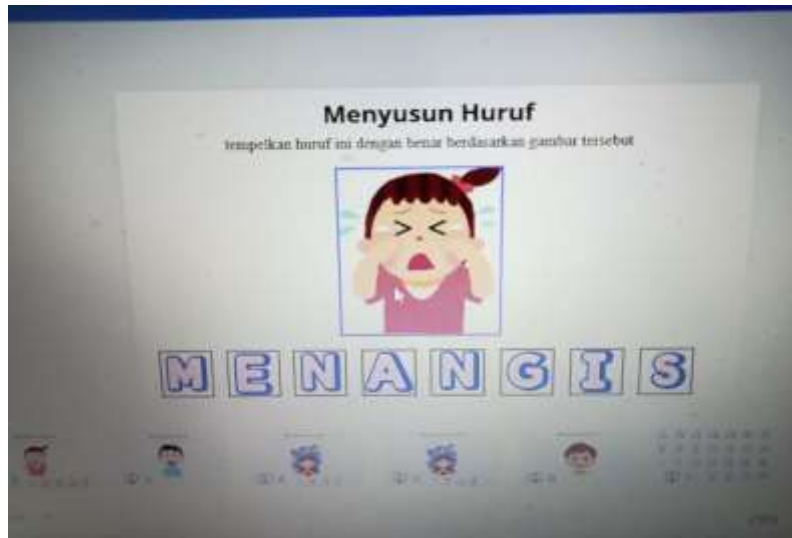 Menyusun Huruf
tempelkan huruf ini dengan benar berdasarkan gambar tersebut
MENANGIS